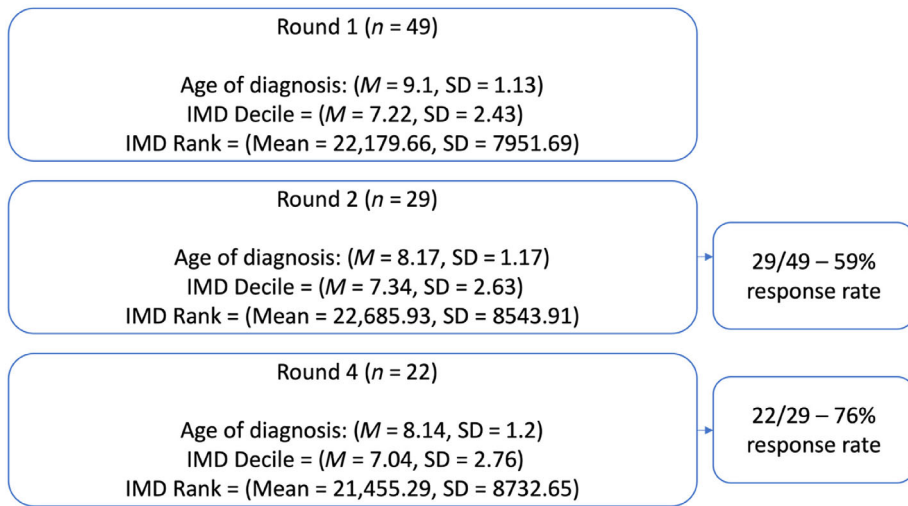 Round 1 (n = 49)
Age of diagnosis: (M = 9.1, SD = 1.13)
IMD Decile = (M = 7.22, SD = 2.43)
IMD Rank = (Mean = 22,179.66, SD = 7951.69)
Round 2 (n = 29)
Age of diagnosis: (M = 8.17, SD = 1.17)
IMD Decile = (M = 7.34, SD = 2.63)
IMD Rank = (Mean = 22,685.93, SD = 8543.91)
29/49 – 59%
response rate
Round 4 (n = 22)
Age of diagnosis: (M = 8.14, SD = 1.2)
IMD Decile = (M = 7.04, SD = 2.76)
IMD Rank = (Mean = 21,455.29, SD = 8732.65)
22/29 – 76%
response rate